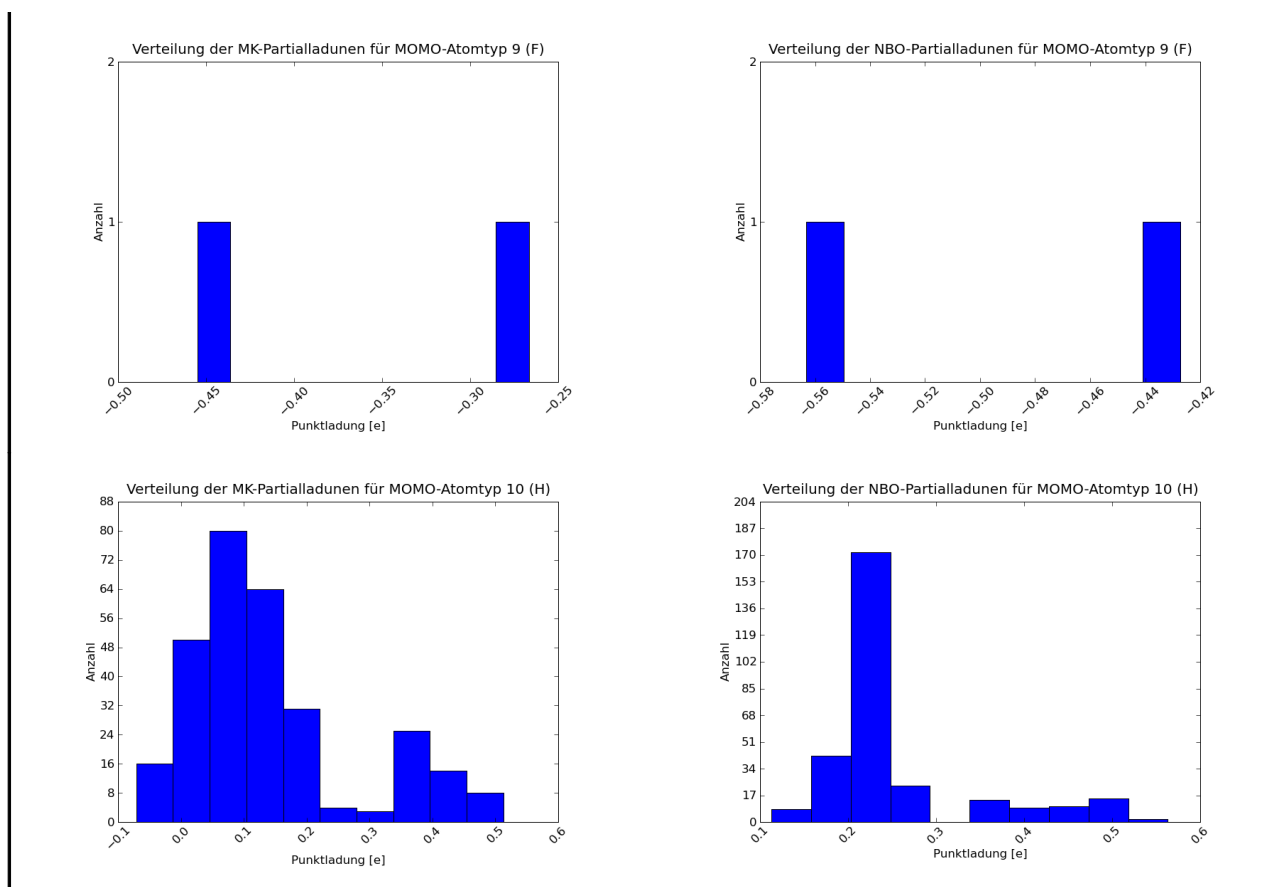 Verteilung der MK-Partialladunen für MOMO-Atomtyp 9 (F)
2
1
0
Anzahl
−0.50 −0.45 −0.40 −0.35 −0.30 −0.25
Punktladung [e]
Verteilung der NBO-Partialladunen für MOMO-Atomtyp 9 (F)
2
1
0
Anzahl
−0.58 −0.56 −0.54 −0.52 −0.50 −0.48 −0.46 −0.44 −0.42
Punktladung [e]
Verteilung der MK-Partialladunen für MOMO-Atomtyp 10 (H)
88
80
72
64
56
48
40
32
24
16
8
0
Anzahl
−0.1 0.0 0.1 0.2 0.3 0.4 0.5 0.6
Punktladung [e]
Verteilung der NBO-Partialladunen für MOMO-Atomtyp 10 (H)
204
187
170
153
136
119
102
85
68
51
34
17
0
Anzahl
0.1 0.2 0.3 0.4 0.5 0.6
Punktladung [e]